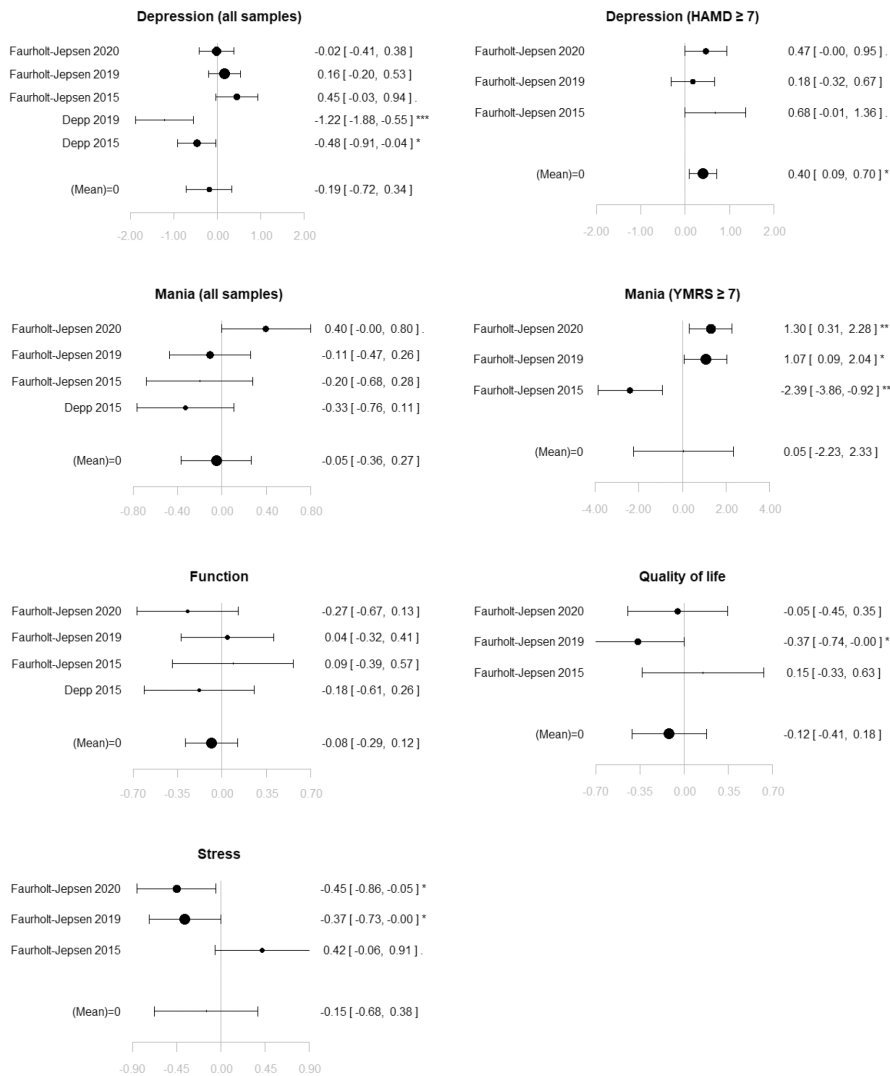 Depression (all samples)
Faurholt-Jepsen 2020 -0.02 [ -0.41, 0.38 ]
Faurholt-Jepsen 2019 0.16 [ -0.20, 0.53 ]
Faurholt-Jepsen 2015 0.45 [ -0.03, 0.94 ] .
Depp 2019 -1.22 [ -1.88, -0.55 ] ***
Depp 2015 -0.48 [ -0.91, -0.04 ] *
(Mean)=0 -0.19 [ -0.72, 0.34 ]
-2.00 -1.00 0.00 1.00 2.00
Depression (HAMD ≥ 7)
Faurholt-Jepsen 2020 0.47 [ -0.00, 0.95 ] .
Faurholt-Jepsen 2019 0.18 [ -0.32, 0.67 ]
Faurholt-Jepsen 2015 0.68 [ -0.01, 1.36 ] .
(Mean)=0 0.40 [ 0.09, 0.70 ] *
-2.00 -1.00 0.00 1.00 2.00
Mania (all samples)
Faurholt-Jepsen 2020 0.40 [ -0.00, 0.80 ] .
Faurholt-Jepsen 2019 -0.11 [ -0.47, 0.26 ]
Faurholt-Jepsen 2015 -0.20 [ -0.68, 0.28 ]
Depp 2015 -0.33 [ -0.76, 0.11 ]
(Mean)=0 -0.05 [ -0.36, 0.27 ]
-0.80 -0.40 0.00 0.40 0.80
Mania (YMRS ≥ 7)
Faurholt-Jepsen 2020 1.30 [ 0.31, 2.28 ] **
Faurholt-Jepsen 2019 1.07 [ 0.09, 2.04 ] *
Faurholt-Jepsen 2015 -2.39 [ -3.86, -0.92 ] **
(Mean)=0 0.05 [ -2.23, 2.33 ]
-4.00 -2.00 0.00 2.00 4.00
Function
Faurholt-Jepsen 2020 -0.27 [ -0.67, 0.13 ]
Faurholt-Jepsen 2019 0.04 [ -0.32, 0.41 ]
Faurholt-Jepsen 2015 0.09 [ -0.39, 0.57 ]
Depp 2015 -0.18 [ -0.61, 0.26 ]
(Mean)=0 -0.08 [ -0.29, 0.12 ]
-0.70 -0.35 0.00 0.35 0.70
Quality of life
Faurholt-Jepsen 2020 -0.05 [ -0.45, 0.35 ]
Faurholt-Jepsen 2019 -0.37 [ -0.74, -0.00 ] *
Faurholt-Jepsen 2015 0.15 [ -0.33, 0.63 ]
(Mean)=0 -0.12 [ -0.41, 0.18 ]
-0.70 -0.35 0.00 0.35 0.70
Stress
Faurholt-Jepsen 2020 -0.45 [ -0.86, -0.05 ] *
Faurholt-Jepsen 2019 -0.37 [ -0.73, -0.00 ] *
Faurholt-Jepsen 2015 0.42 [ -0.06, 0.91 ] .
(Mean)=0 -0.15 [ -0.68, 0.38 ]
-0.90 -0.45 0.00 0.45 0.90